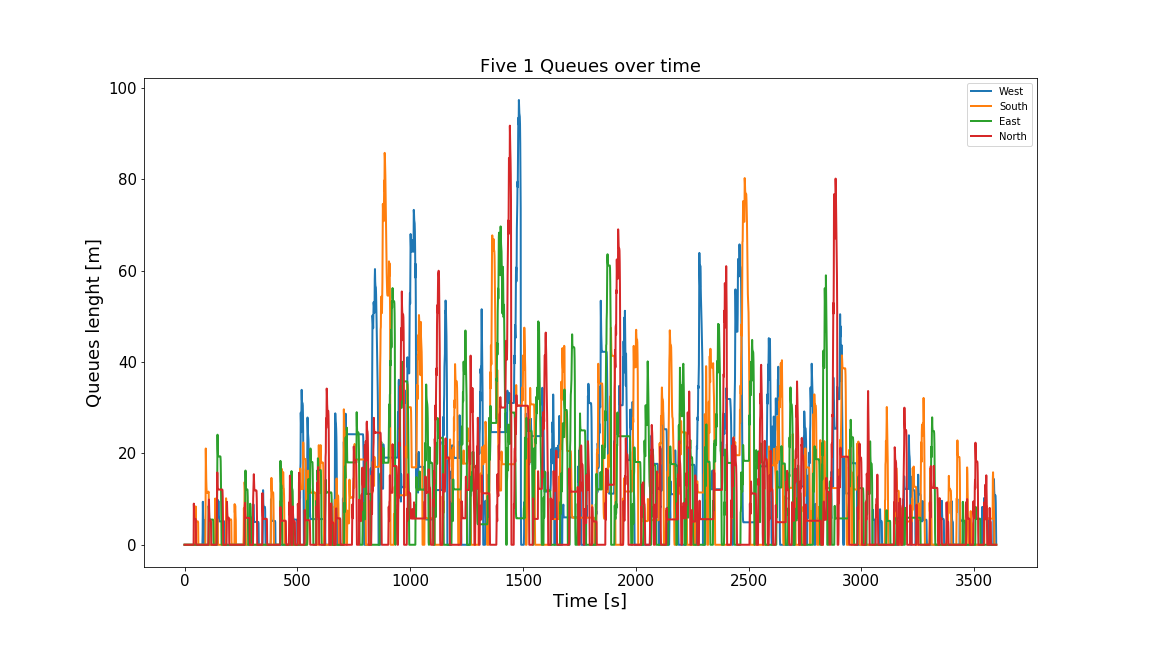 Five 1 Queues over time
100
80
60
40
20
0
Queues lenght [m]
West
South
East
North
0 500 1000 1500 2000 2500 3000 3500
Time [s]